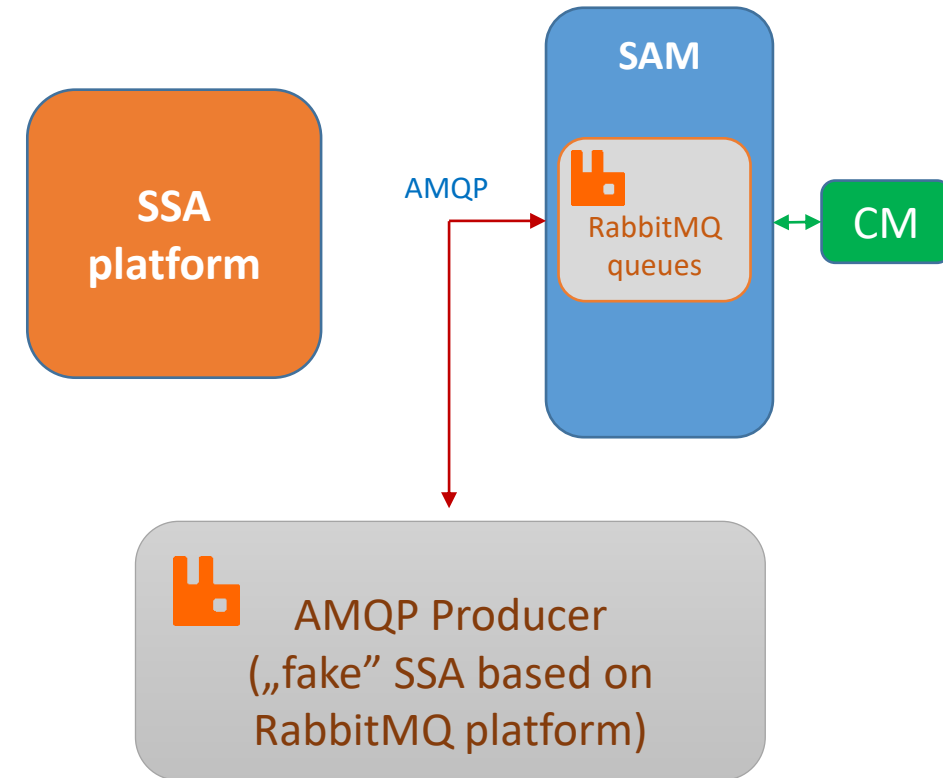 SAM
SSA
platform
AMQP
RabbitMQ
queues
CM
AMQP Producer
(„fake” SSA based on
RabbitMQ platform)